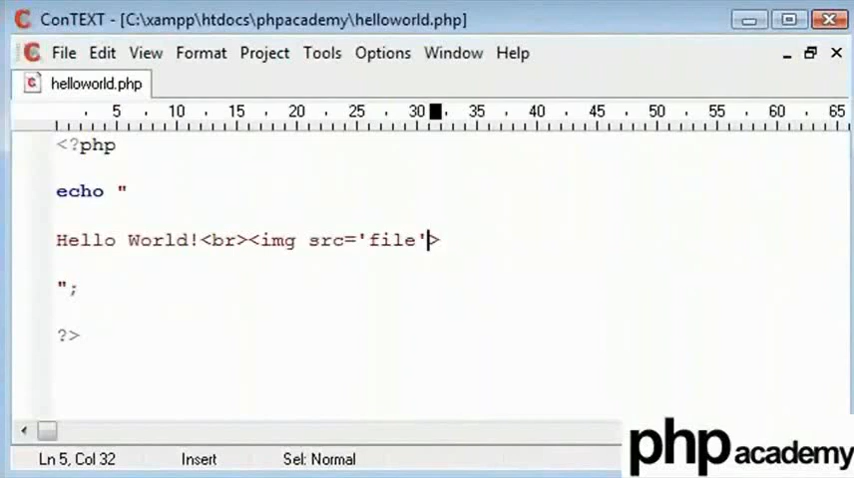 ConTEXT - [C:\xampp\htdocs\phpacademy\helloworld.php]
File Edit View Format Project Tools Options Window Help
helloworld.php
5 10 15 20 25 30 35 40 45 50 55 60 65
<?php
echo "
Hello World!<br><img src='file'>
";
?>
Ln 5, Col 32 Insert Sel: Normal
php academy